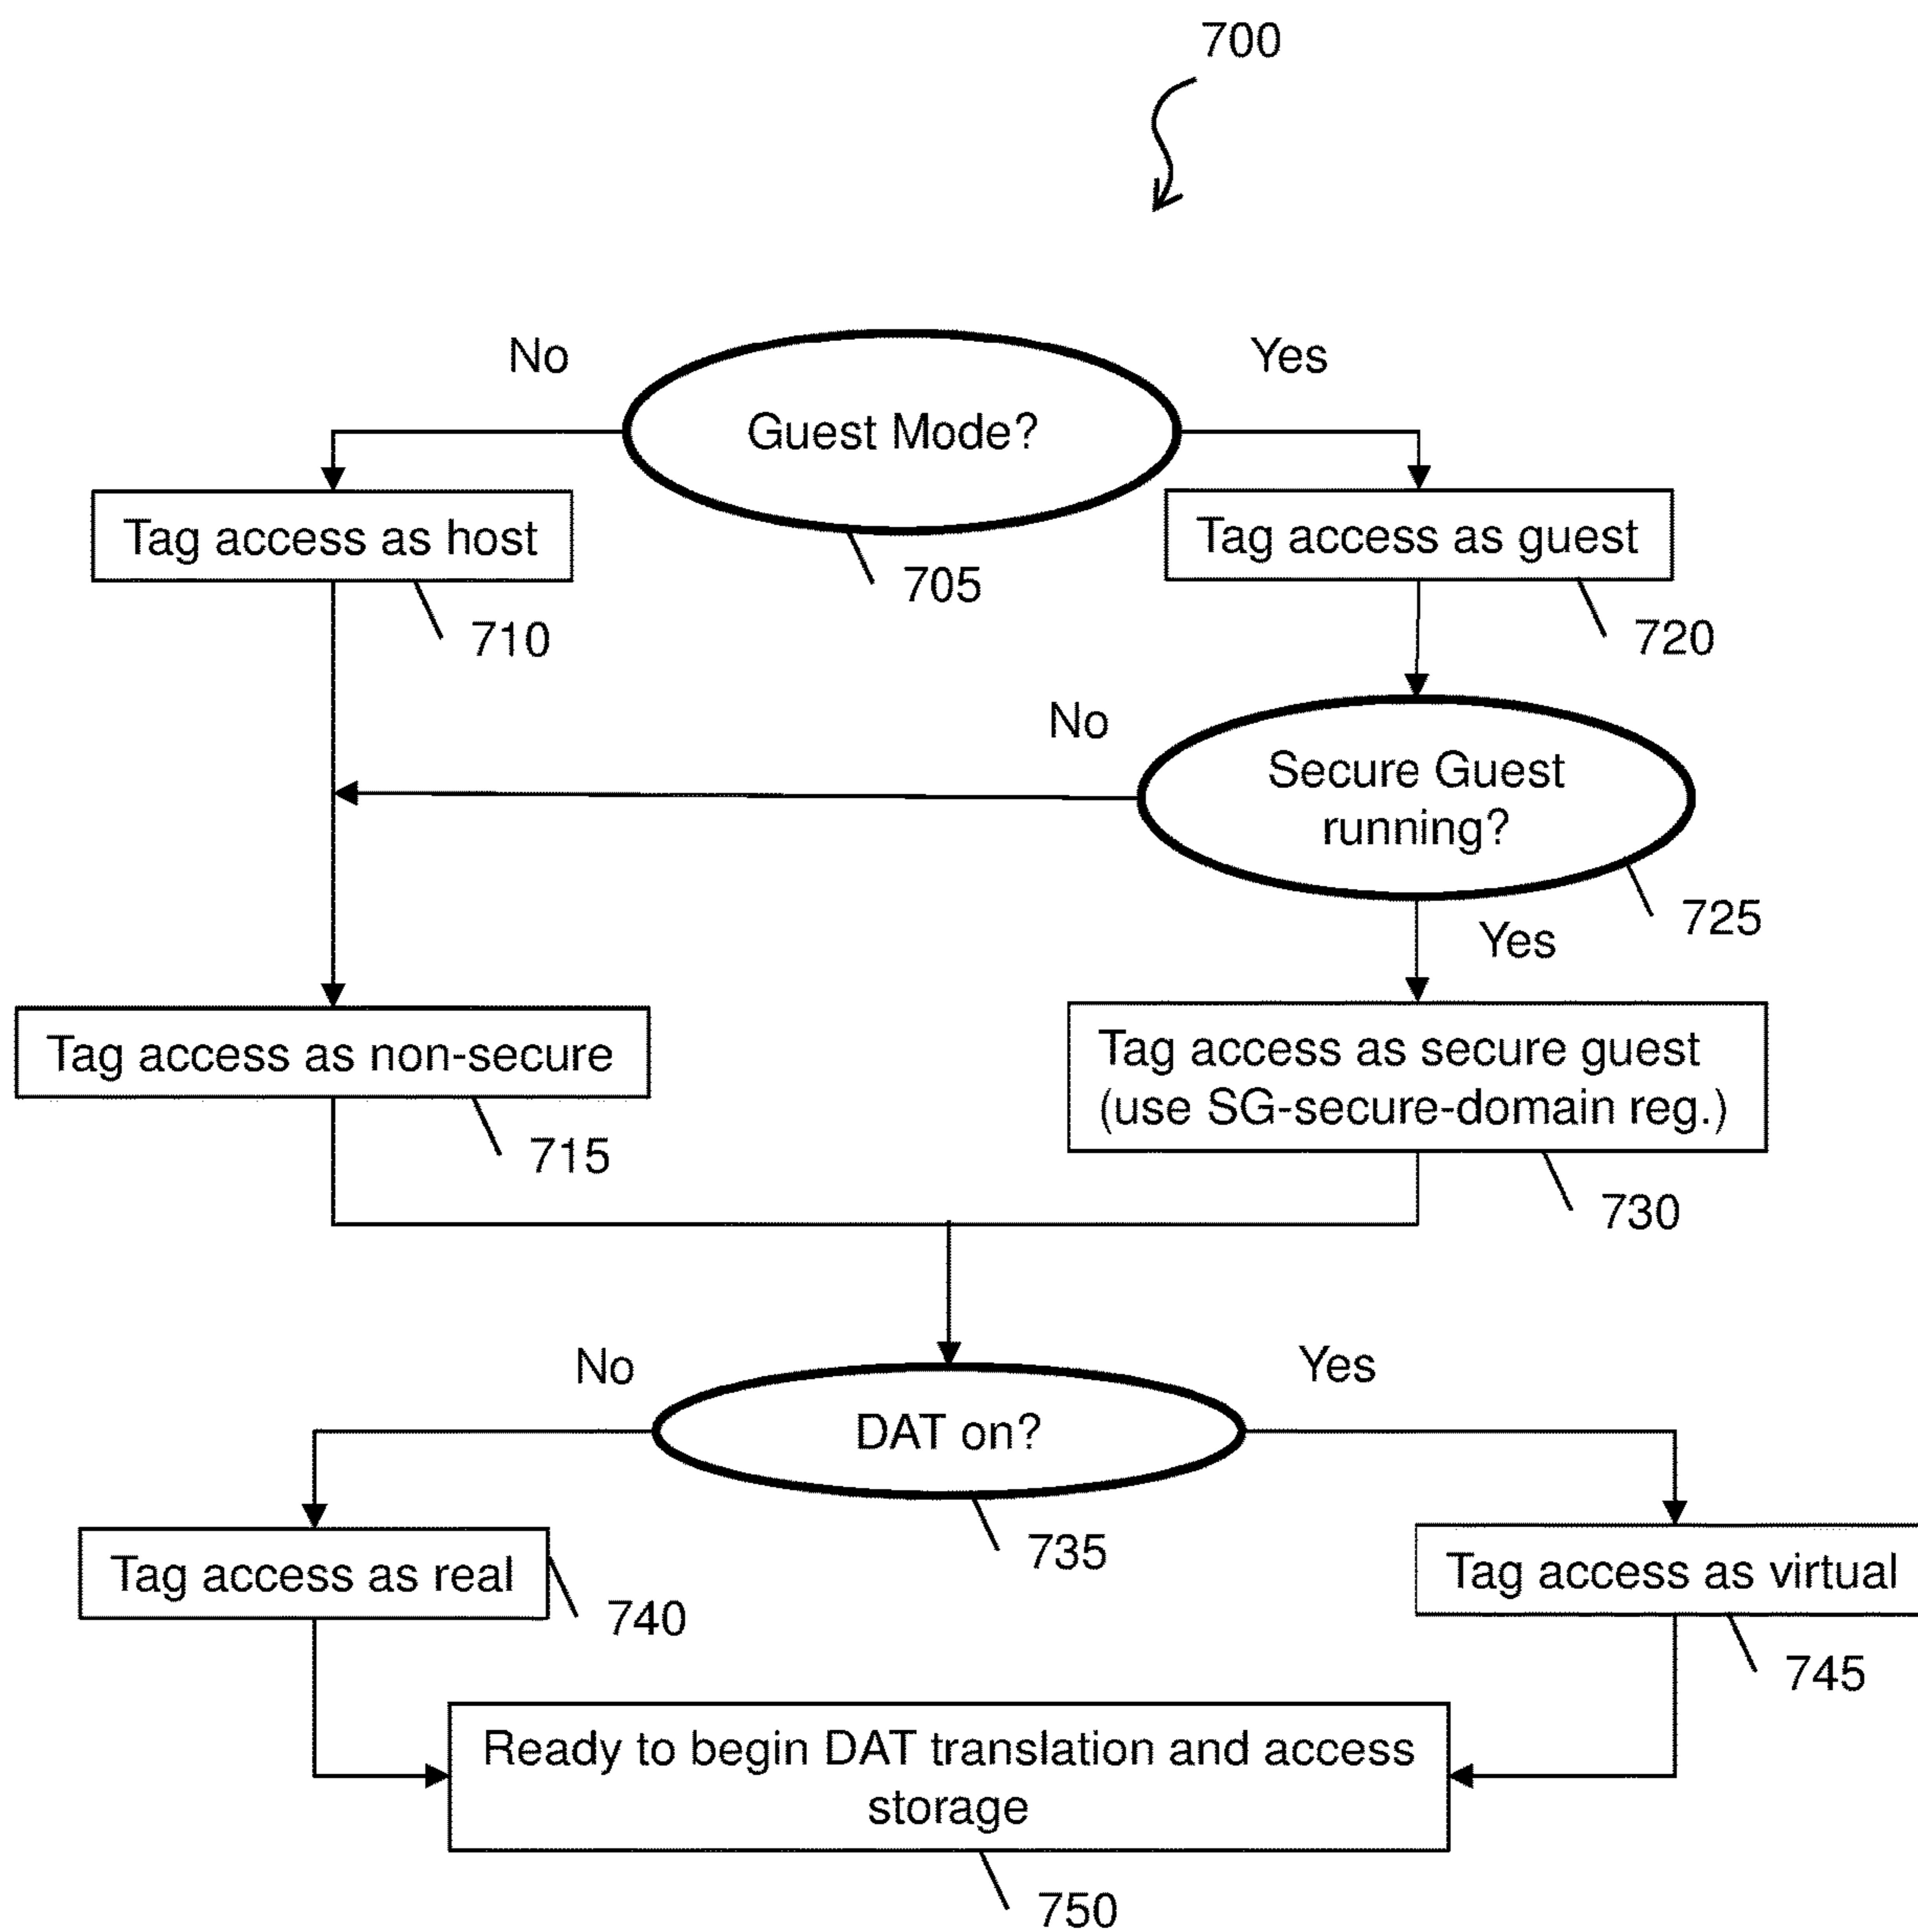 700
No
Yes
Guest Mode?
Tag access as host
Tag access as guest
705
710
720
No
Secure Guest
running?
725
Yes
Tag access as non-secure
Tag access as secure guest
(use SG-secure-domain reg.)
715
730
No
Yes
DAT on?
735
Tag access as real
Tag access as virtual
740
745
Ready to begin DAT translation and access
storage
750